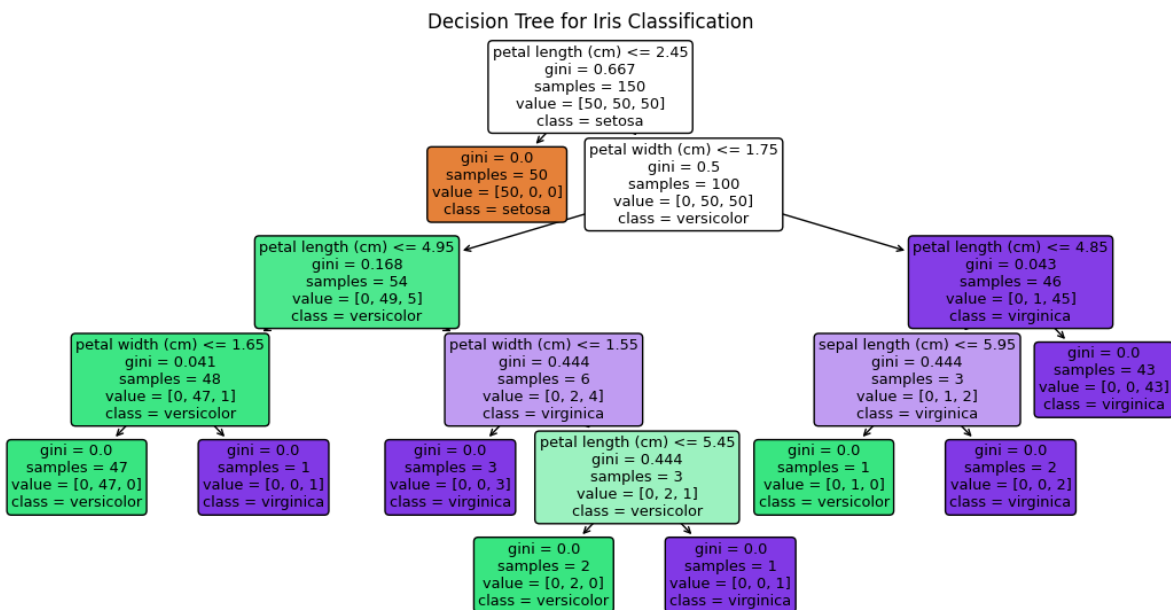 Decision Tree for Iris Classification
petal length (cm) <= 2.45
gini = 0.667
samples = 150
value = [50, 50, 50]
class = setosa
gini = 0.0
samples = 50
value = [50, 0, 0]
class = setosa
petal width (cm) <= 1.75
gini = 0.5
samples = 100
value = [0, 50, 50]
class = versicolor
petal length (cm) <= 4.95
gini = 0.168
samples = 54
value = [0, 49, 5]
class = versicolor
petal length (cm) <= 4.85
gini = 0.043
samples = 46
value = [0, 1, 45]
class = virginica
petal width (cm) <= 1.65
gini = 0.041
samples = 48
value = [0, 47, 1]
class = versicolor
petal width (cm) <= 1.55
gini = 0.444
samples = 6
value = [0, 2, 4]
class = virginica
sepal length (cm) <= 5.95
gini = 0.444
samples = 3
value = [0, 1, 2]
class = virginica
gini = 0.0
samples = 43
value = [0, 0, 43]
class = virginica
gini = 0.0
samples = 47
value = [0, 47, 0]
class = versicolor
gini = 0.0
samples = 1
value = [0, 0, 1]
class = virginica
gini = 0.0
samples = 3
value = [0, 0, 3]
class = virginica
petal length (cm) <= 5.45
gini = 0.444
samples = 3
value = [0, 2, 1]
class = versicolor
gini = 0.0
samples = 1
value = [0, 1, 0]
class = versicolor
gini = 0.0
samples = 2
value = [0, 0, 2]
class = virginica
gini = 0.0
samples = 2
value = [0, 2, 0]
class = versicolor
gini = 0.0
samples = 1
value = [0, 0, 1]
class = virginica